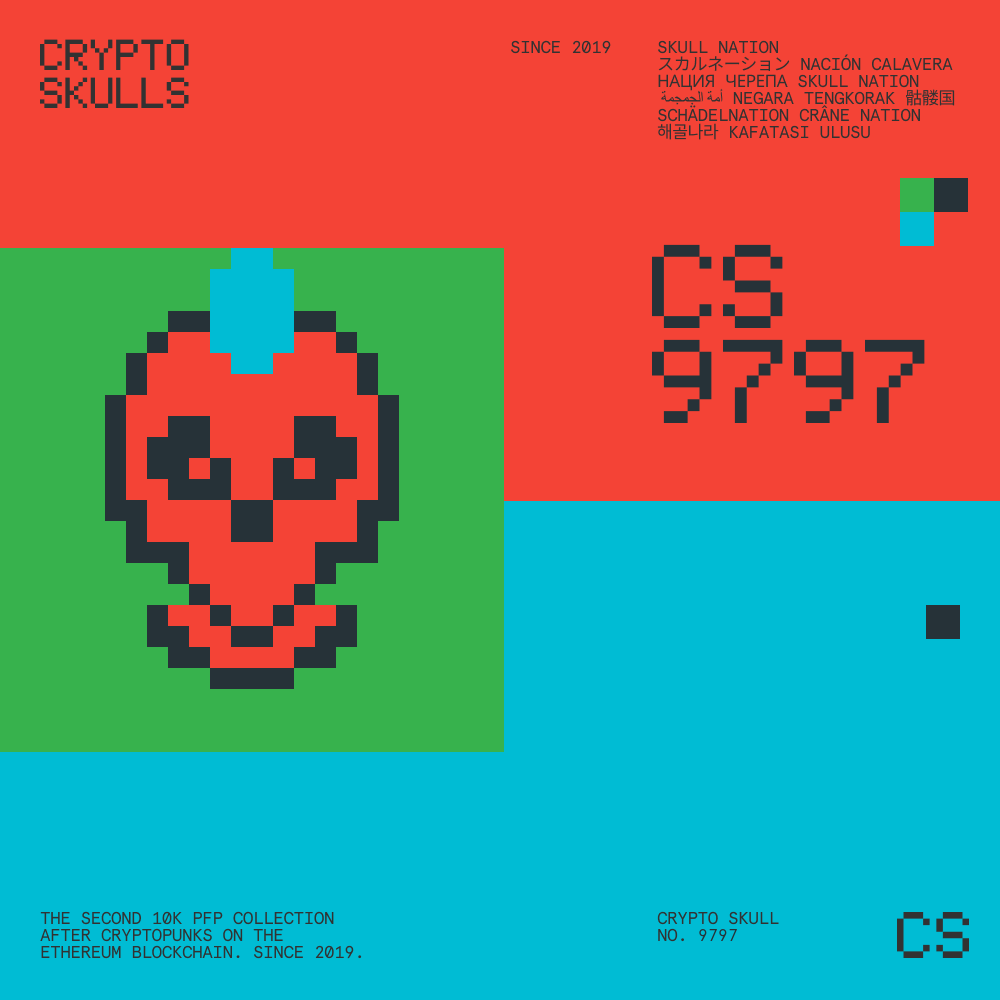 CRYPTO
SKULLS
SINCE 2019
SKULL NATION
スカルネーション NACIÓN CALAVERA
НАЦИЯ ЧЕРЕПА SKULL NATION
أمة الجمجمة NEGARA TENGKORAK 骷髅国
SCHÄDELNATION CRÂNE NATION
해골나라 KAFATASI ULUSU
CS
9797
THE SECOND 10K PFP COLLECTION
AFTER CRYPTOPUNKS ON THE
ETHEREUM BLOCKCHAIN. SINCE 2019.
CRYPTO SKULL
NO. 9797
CS